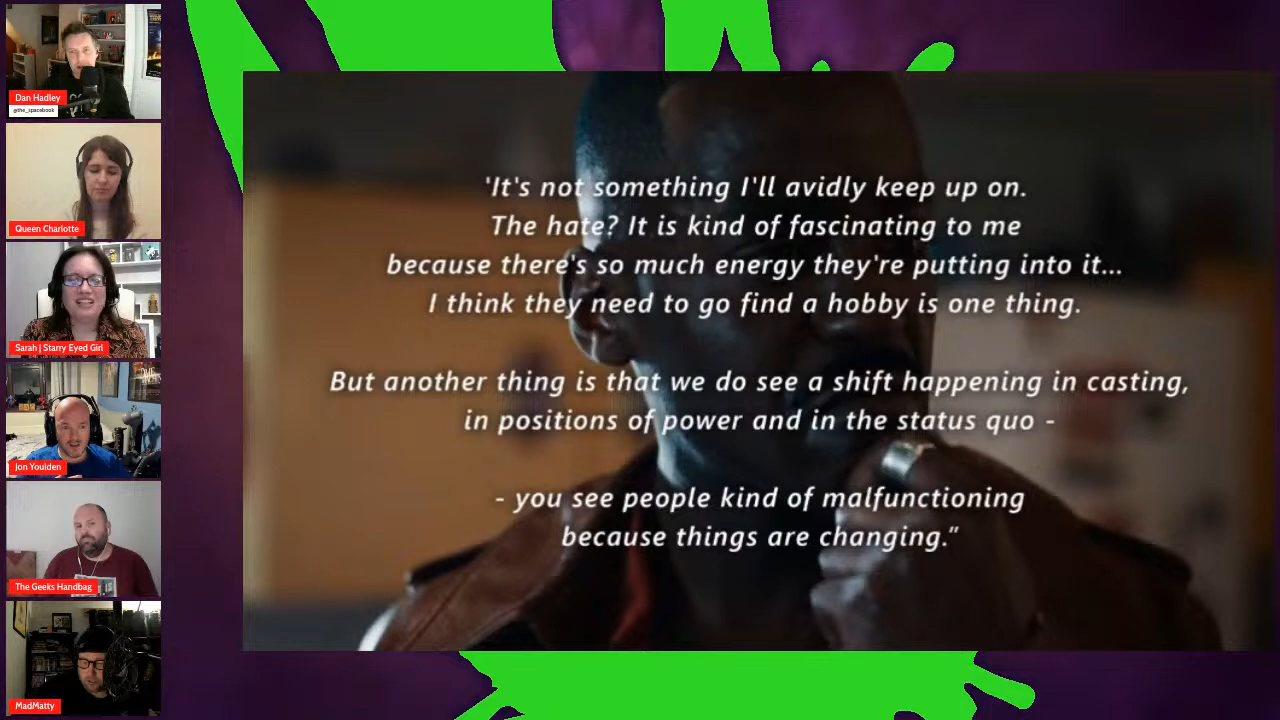 Dan Hadley
@the_spacebook
Queen Charlotte
Sarah | Starry Eyed Girl
Jon Youlden
The Geeks Handbag
MadMatty
'It's not something I'll avidly keep up on.
The hate? It is kind of fascinating to me
because there's so much energy they're putting into it...
I think they need to go find a hobby is one thing.
But another thing is that we do see a shift happening in casting,
in positions of power and in the status quo -
- you see people kind of malfunctioning
because things are changing."